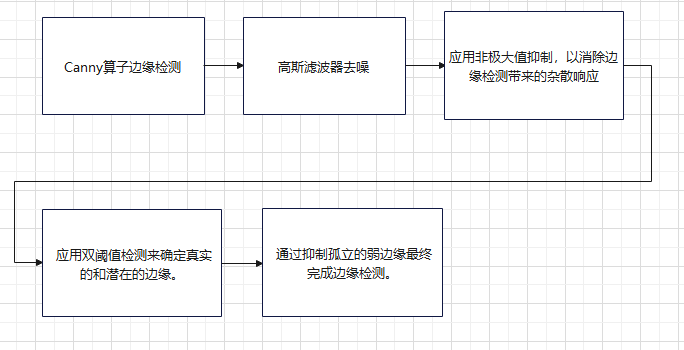 Canny算子边缘检测
高斯滤波器去噪
应用非极大值抑制，以消除边
缘检测带来的杂散响应
应用双阈值检测来确定真实
的和潜在的边缘。
通过抑制孤立的弱边缘最终
完成边缘检测。